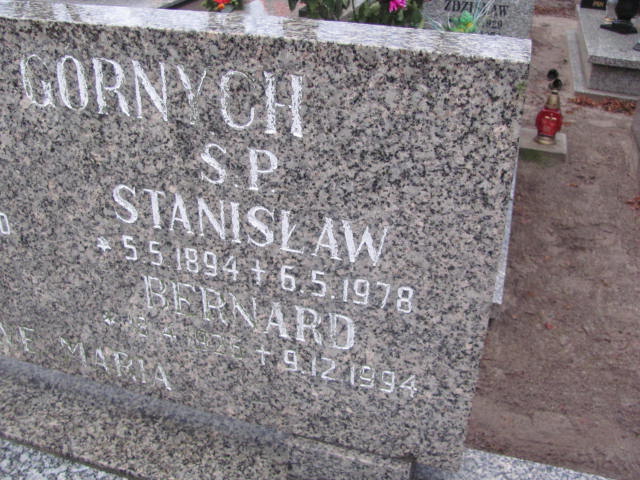 GORNYCH
Ś.P.
STANISŁAW
* 5.5.1894 + 6.5.1978
BERNARD
+ 9.12.1994
MARIA